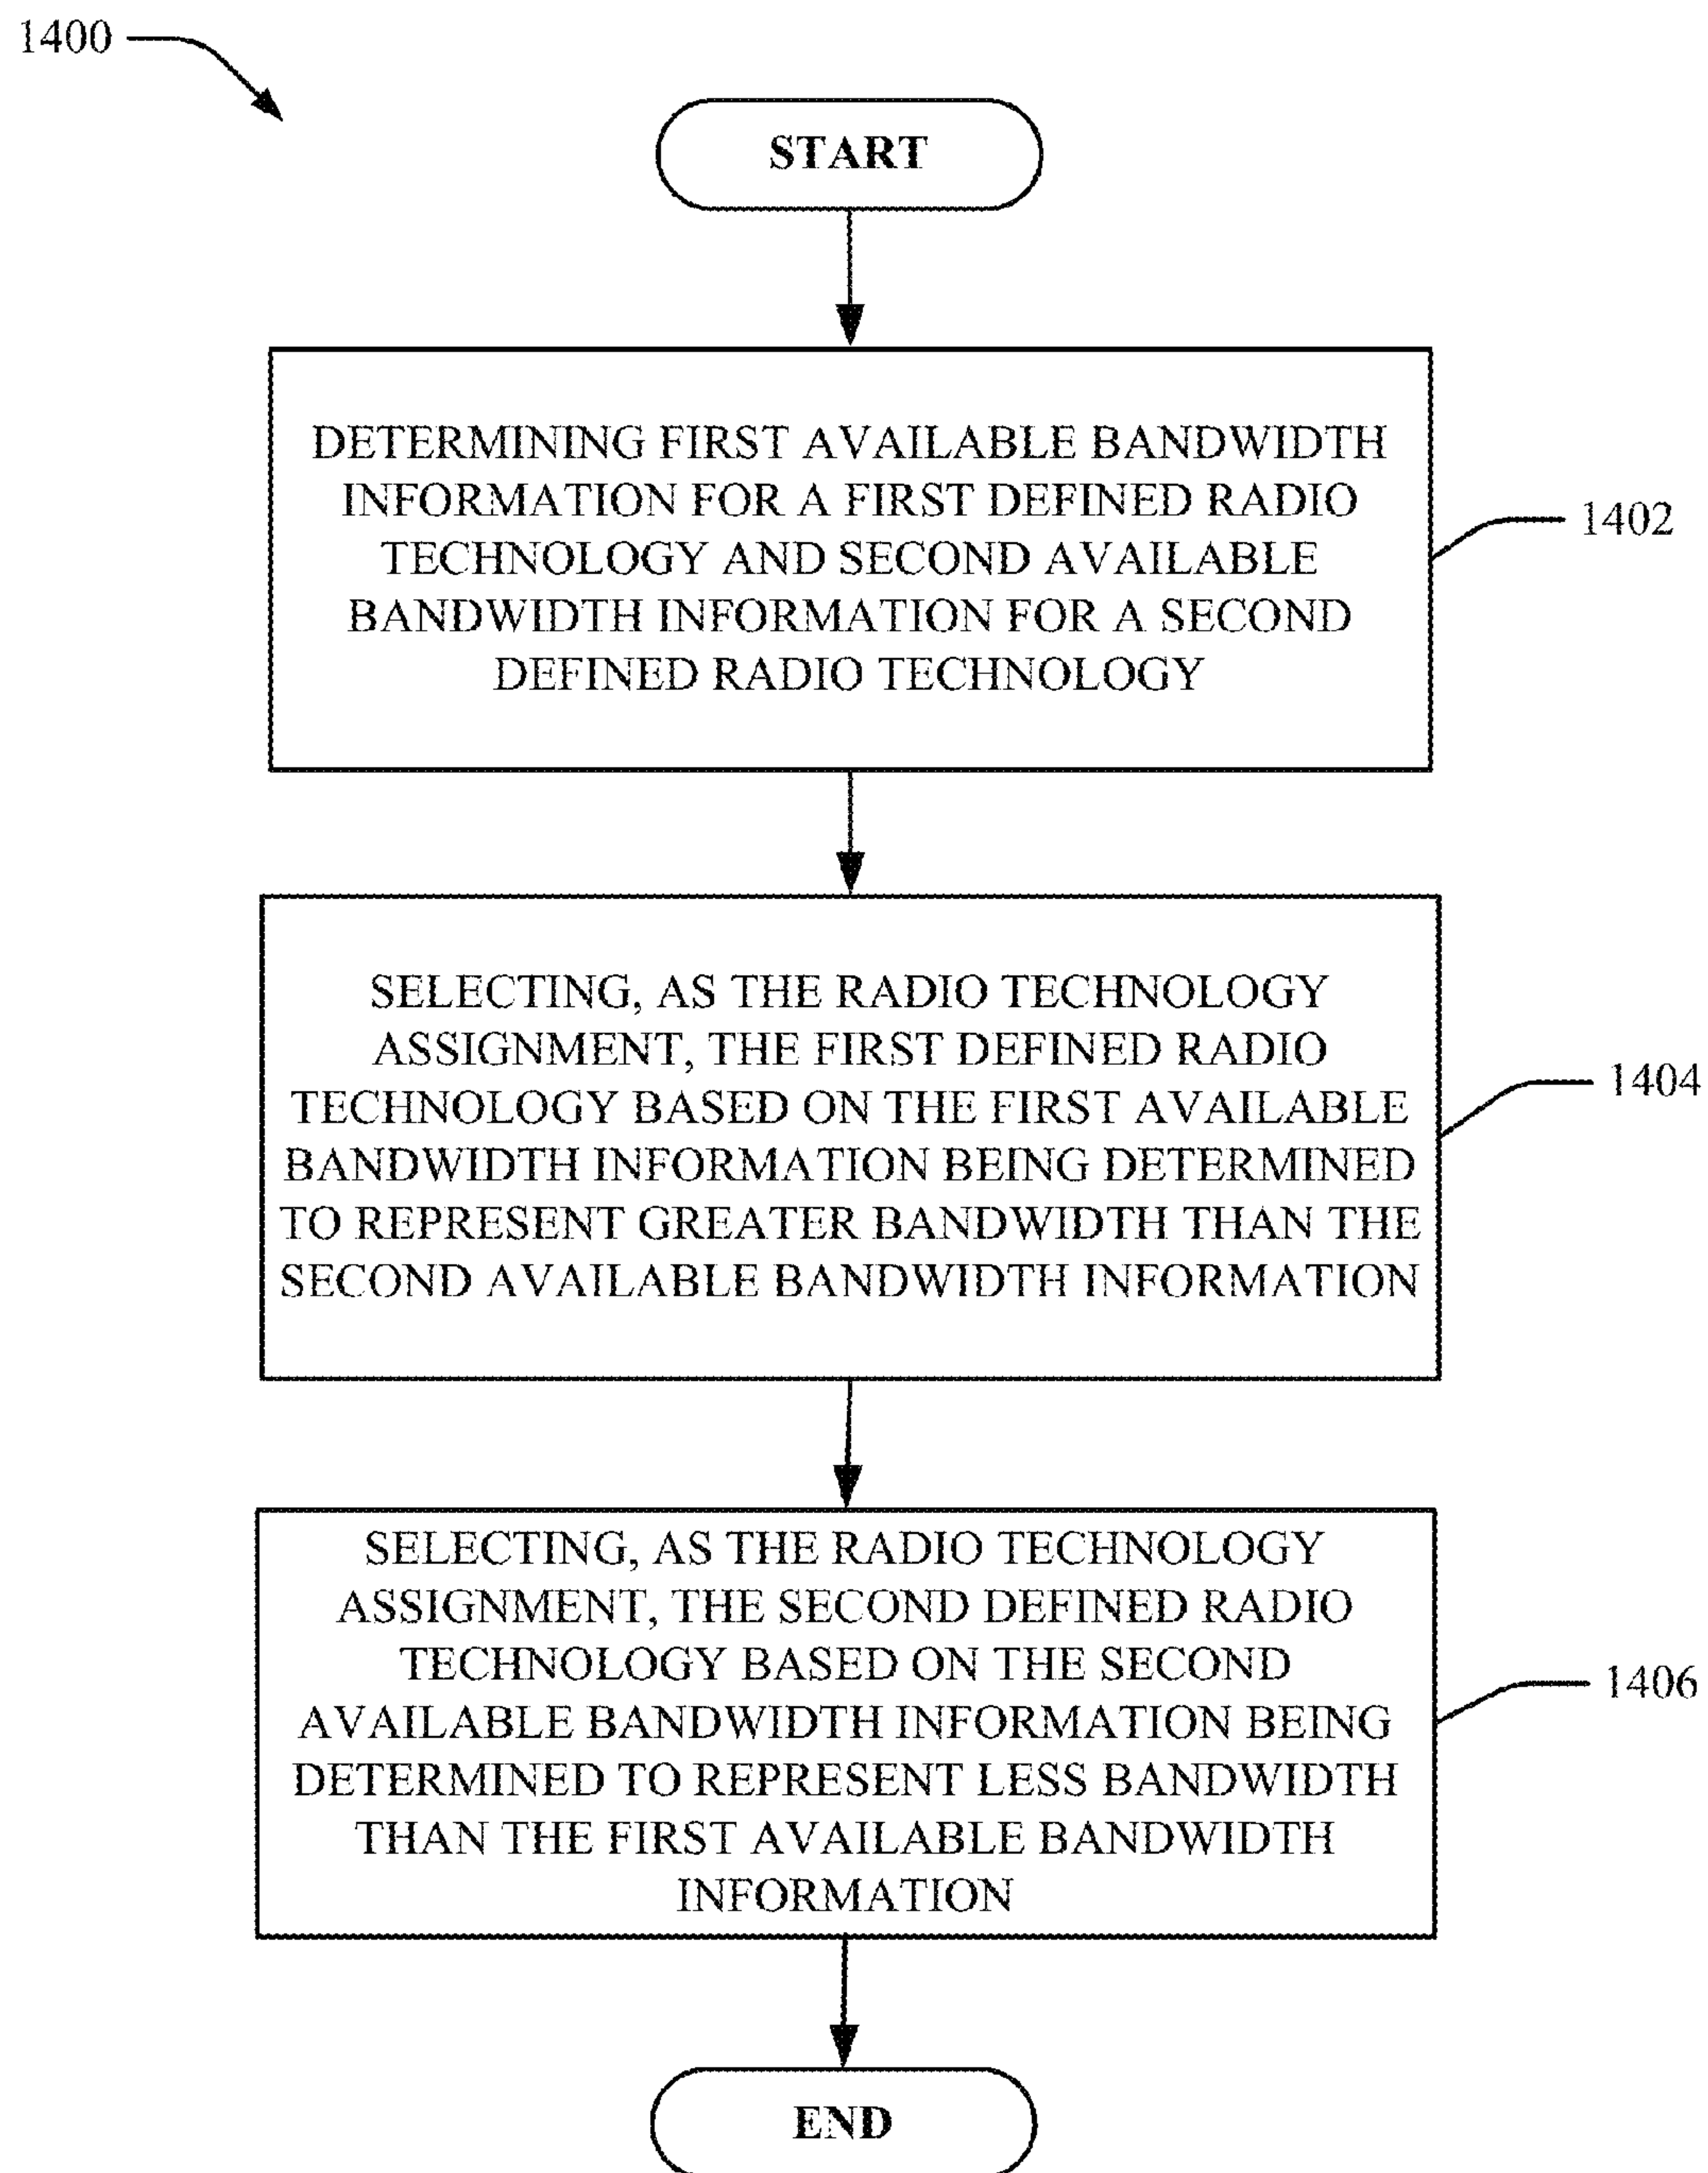 1400
START
DETERMINING FIRST AVAILABLE BANDWIDTH
INFORMATION FOR A FIRST DEFINED RADIO
TECHNOLOGY AND SECOND AVAILABLE
BANDWIDTH INFORMATION FOR A SECOND
DEFINED RADIO TECHNOLOGY
1402
SELECTING, AS THE RADIO TECHNOLOGY
ASSIGNMENT, THE FIRST DEFINED RADIO
TECHNOLOGY BASED ON THE FIRST AVAILABLE
BANDWIDTH INFORMATION BEING DETERMINED
TO REPRESENT GREATER BANDWIDTH THAN THE
SECOND AVAILABLE BANDWIDTH INFORMATION
1404
SELECTING, AS THE RADIO TECHNOLOGY
ASSIGNMENT, THE SECOND DEFINED RADIO
TECHNOLOGY BASED ON THE SECOND
AVAILABLE BANDWIDTH INFORMATION BEING
DETERMINED TO REPRESENT LESS BANDWIDTH
THAN THE FIRST AVAILABLE BANDWIDTH
INFORMATION
1406
END